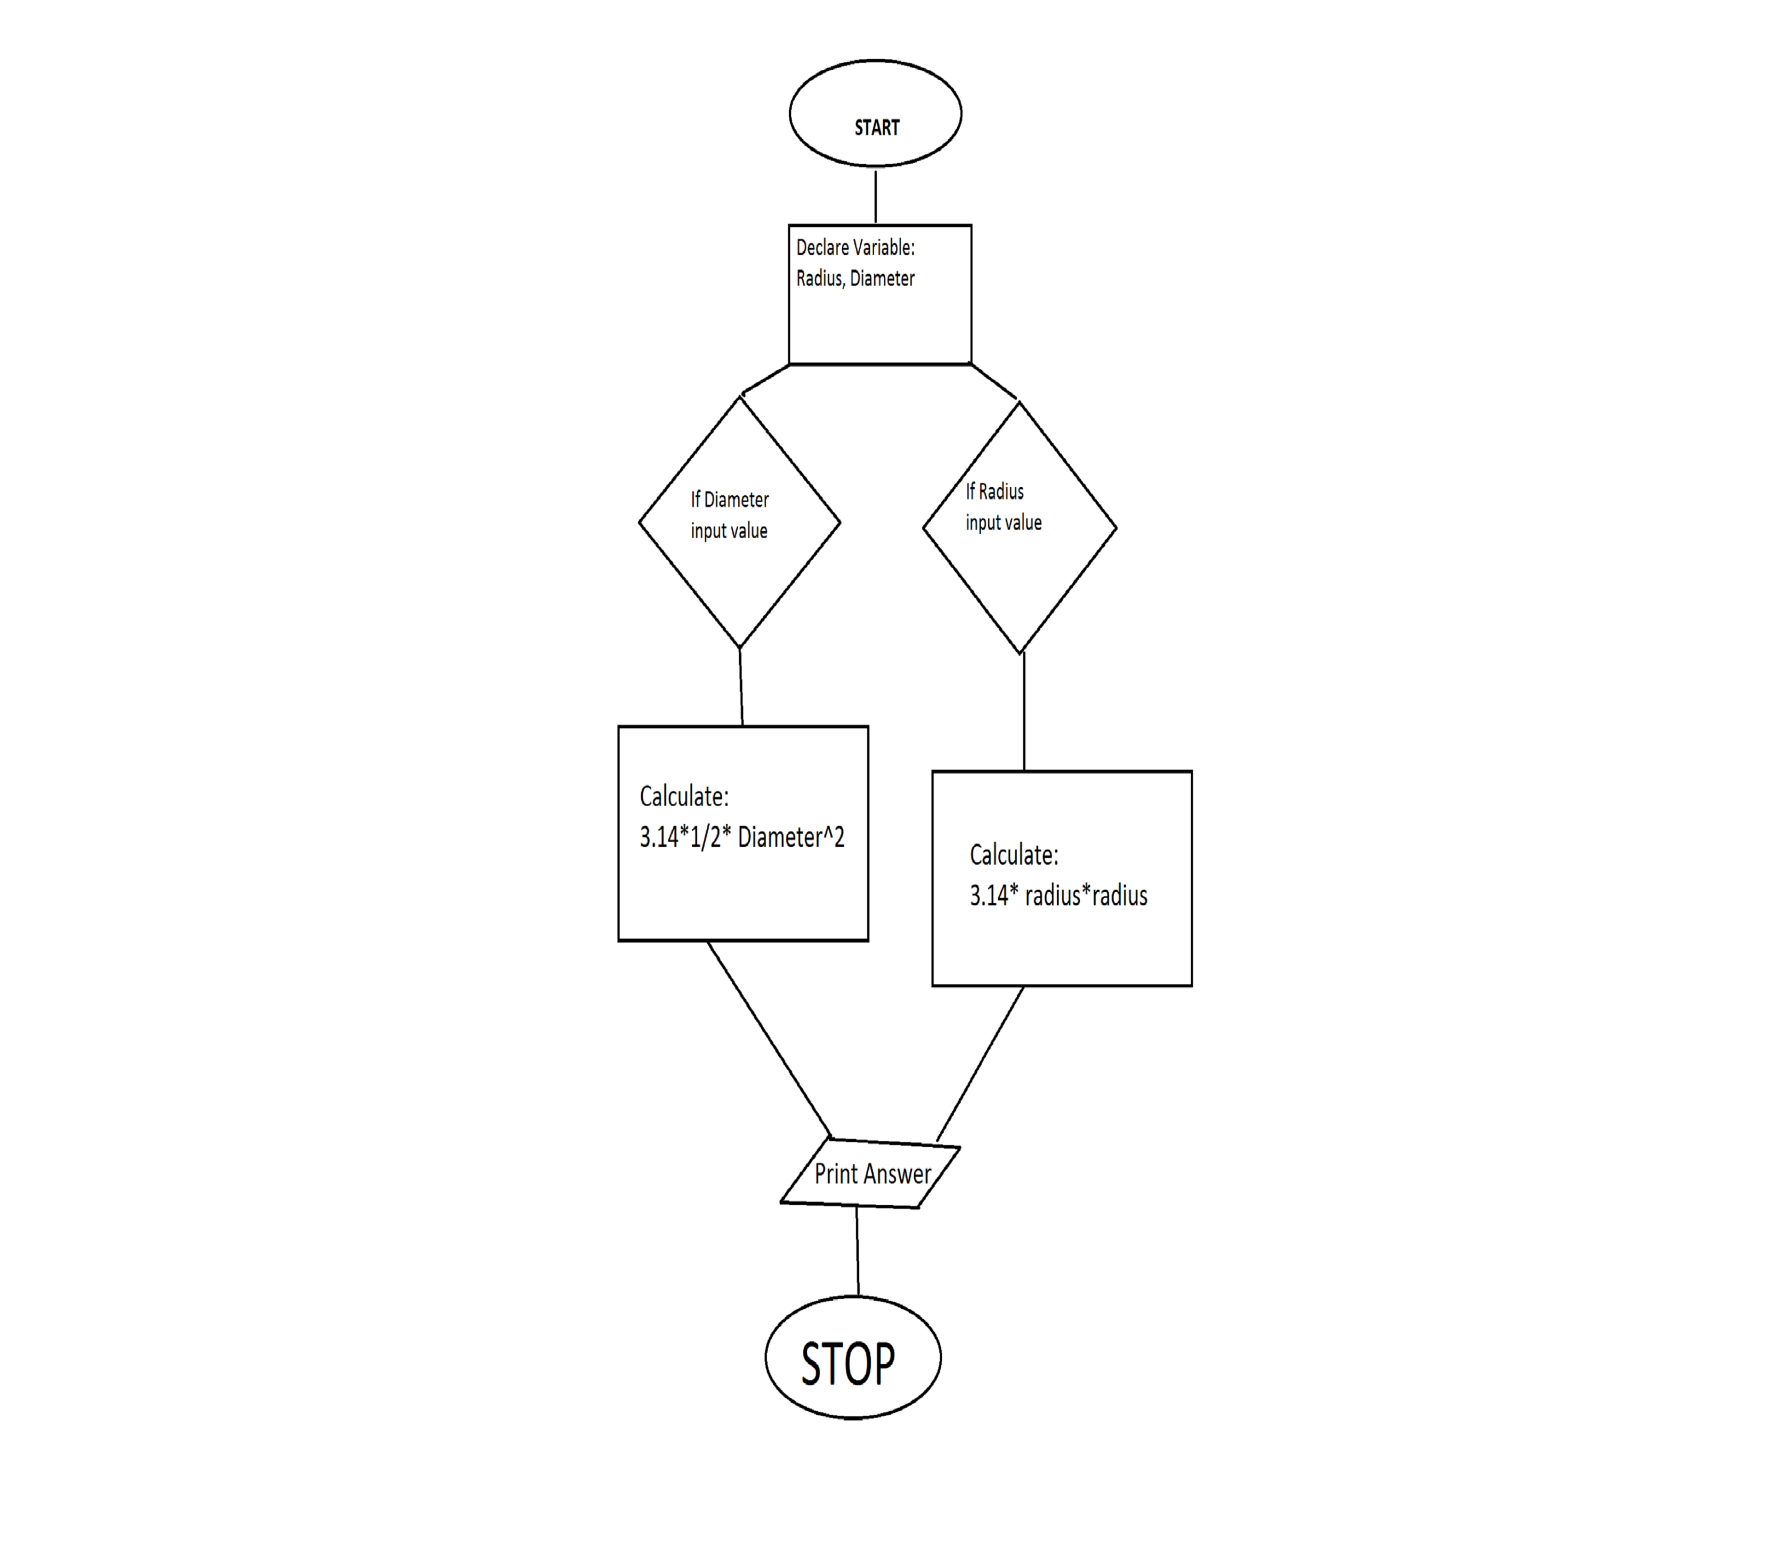 START
Declare Variable:
Radius, Diameter
If Diameter
input value
If Radius
input value
Calculate:
3.14*1/2* Diameter^2
Calculate:
3.14* radius*radius
Print Answer
STOP